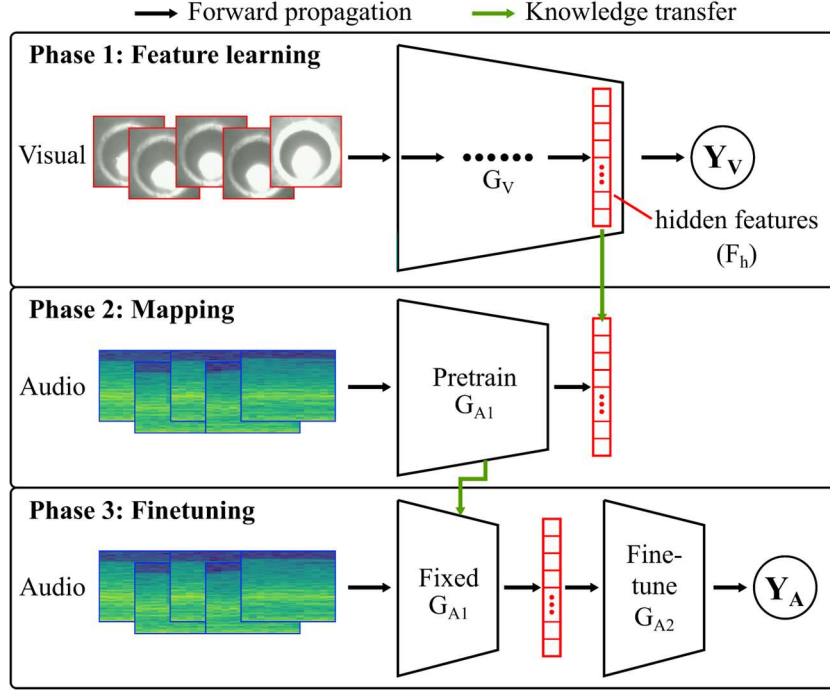 Forward propagation
Knowledge transfer
Phase 1: Feature learning
Visual
G_V
Y_V
hidden features
(F_h)
Phase 2: Mapping
Audio
Pretrain
G_A1
Phase 3: Finetuning
Audio
Fixed
G_A1
Fine-
tune
G_A2
Y_A